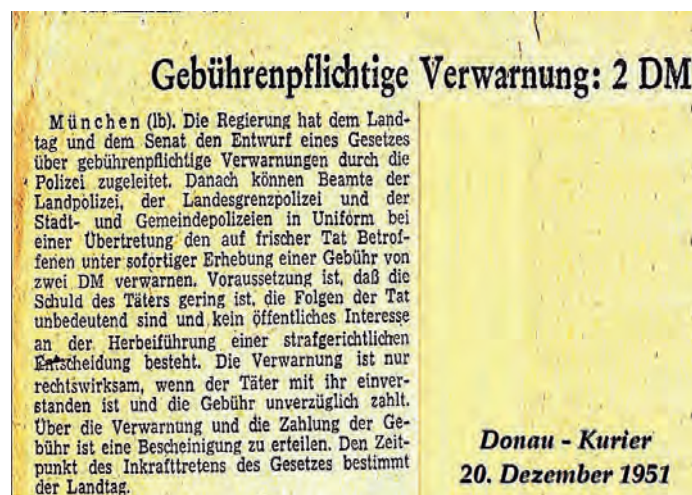 Gebührenpflichtige Verwarnung: 2 DM
München (lb). Die Regierung hat dem Land-
tag und dem Senat den Entwurf eines Gesetzes
über gebührenpflichtige Verwarnungen durch die
Polizei zugeleitet. Danach können Beamte der
Landpolizei, der Landesgrenzpolizei und der
Stadt- und Gemeindepolizeien in Uniform bei
einer Übertretung den auf frischer Tat Betrof-
fenen unter sofortiger Erhebung einer Gebühr von
zwei DM verwarnen. Voraussetzung ist, daß die
Schuld des Täters gering ist, die Folgen der Tat
unbedeutend sind und kein öffentliches Interesse
an der Herbeiführung einer strafgerichtlichen
Entscheidung besteht. Die Verwarnung ist nur
rechtswirksam, wenn der Täter mit ihr einver-
standen ist und die Gebühr unverzüglich zahlt.
Über die Verwarnung und die Zahlung der Ge-
bühr ist eine Bescheinigung zu erteilen. Den Zeit-
punkt des Inkrafttretens des Gesetzes bestimmt
der Landtag.
Donau - Kurier
20. Dezember 1951